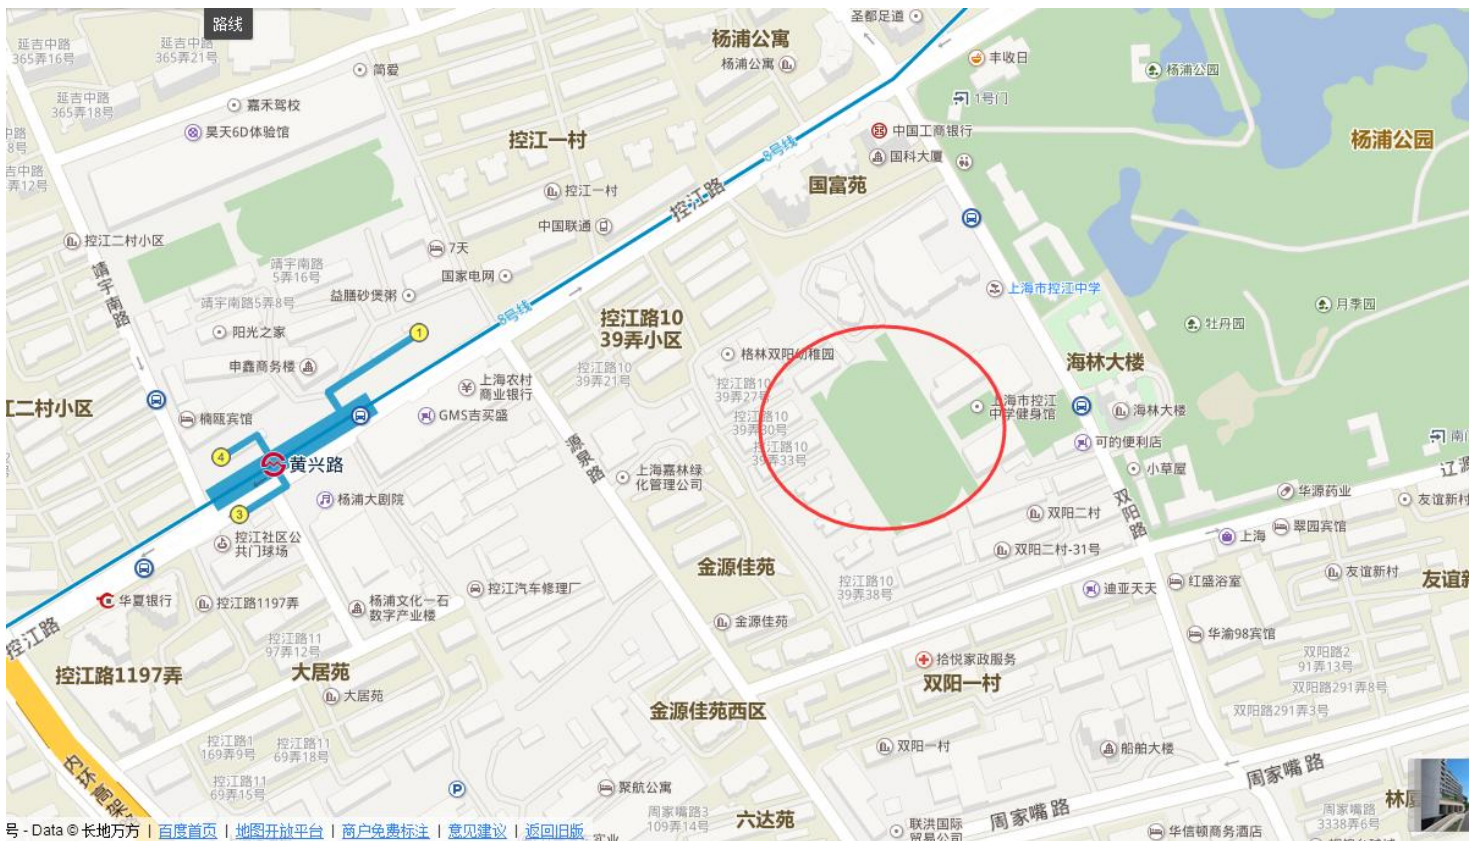 路线
圣都足道
延吉中路
365弄16号
延吉中路
365弄21号
杨浦公寓
杨浦公寓
丰收日
杨浦公园
简爱
延吉中路
365弄18号
嘉禾驾校
1号门
昊天6D体验馆
控江一村
8号线
中国工商银行
国科大厦
杨浦公园
弄12号
控江一村
控江路
国富苑
中国联通
控江二村小区
7天
靖宇南路
靖宇南路
5弄16号
国家电网
上海市控江中学
靖宇南路5弄8号
益膳砂煲粥
8号线
月季园
阳光之家
1
控江路10
39弄小区
牡丹园
申鑫商务楼
格林双阳幼稚园
海林大楼
控江路10
39弄21号
上海农村
商业银行
控江路10
39弄27号
江二村小区
楠瓯宾馆
GMS吉买盛
控江路10
39弄30号
上海市控江
中学健身馆
海林大楼
4
黄兴路
源泉路
控江路10
39弄33号
可的便利店
小草屋
上海嘉林绿
化管理公司
杨浦大剧院
双阳路
华源药业
友谊新村
3
双阳二村
翠园宾馆
上海
控江社区公
共门球场
双阳二村-31号
金源佳苑
控江路10
39弄38号
友谊新村
华夏银行
控江路1197弄
杨浦文化一石
数字产业楼
控江汽车修理厂
迪亚天天
红盛浴室
控江路
金源佳苑
华渝98宾馆
控江路11
97弄12号
控江路1197弄
大居苑
拾悦家政服务
双阳一村
双阳路2
91弄13号
大居苑
双阳路291弄8号
金源佳苑西区
双阳路291弄3号
控江路1
169弄9号
控江路11
69弄18号
双阳一村
船舶大楼
内环高架
控江路11
69弄15号
P
聚航公寓
周家嘴路
周家嘴路3
109弄14号
六达苑
周家嘴路
周家嘴路
3338弄6号
联洪国际
贸易公司
华信顿商务酒店
号 - Data © 长地万方 | 百度首页 | 地图开放平台 | 商户免费标注 | 意见建议 | 返回旧版